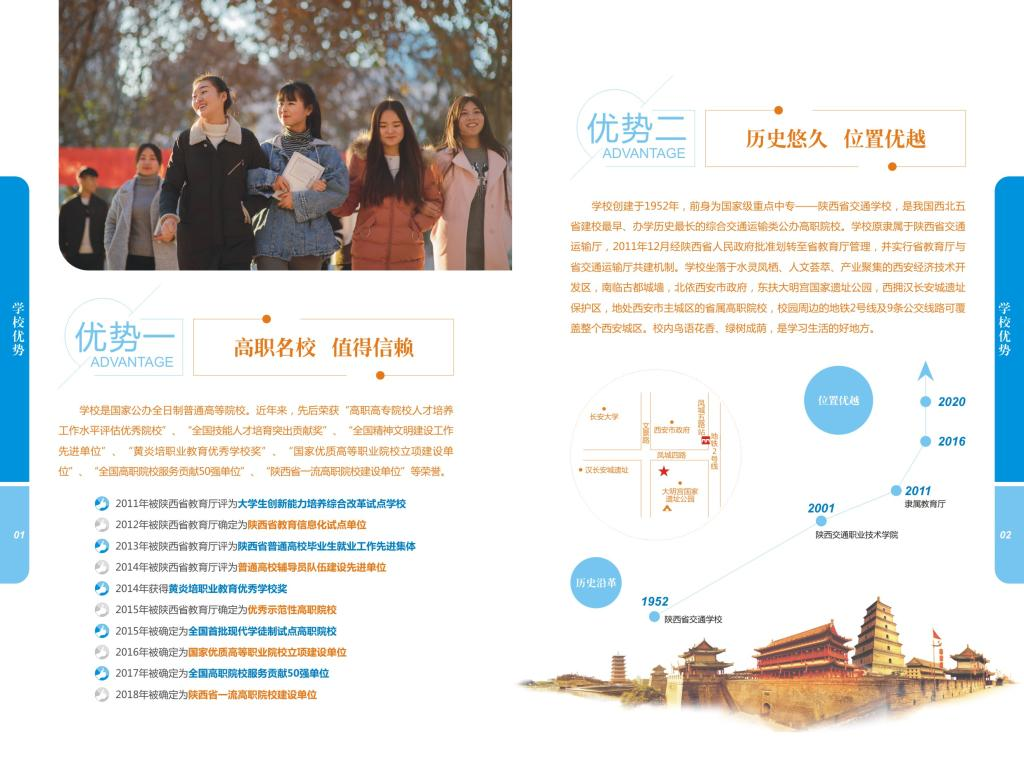 学校优势
01
优势一
ADVANTAGE
高职名校 值得信赖
学校是国家公办全日制普通高等院校。近年来，先后荣获“高职高专院校人才培养
工作水平评估优秀院校”、“全国技能人才培育突出贡献奖”、“全国精神文明建设工作
先进单位”、“黄炎培职业教育优秀学校奖”、“国家优质高等职业院校立项建设单
位”、“全国高职院校服务贡献50强单位”、“陕西省一流高职院校建设单位”等荣誉。
2011年被陕西省教育厅评为大学生创新能力培养综合改革试点学校
2012年被陕西省教育厅确定为陕西省教育信息化试点单位
2013年被陕西省教育厅评为陕西省普通高校毕业生就业工作先进集体
2014年被陕西省教育厅评为普通高校辅导员队伍建设先进单位
2014年获得黄炎培职业教育优秀学校奖
2015年被陕西省教育厅确定为优秀示范性高职院校
2015年被确定为全国首批现代学徒制试点高职院校
2016年被确定为国家优质高等职业院校立项建设单位
2017年被确定为全国高职院校服务贡献50强单位
2018年被确定为陕西省一流高职院校建设单位
优势二
ADVANTAGE
历史悠久 位置优越
学校创建于1952年，前身为国家级重点中专——陕西省交通学校，是我国西北五
省建校最早、办学历史最长的综合交通运输类公办高职院校。学校原隶属于陕西省交通
运输厅，2011年12月经陕西省人民政府批准划转至省教育厅管理，并实行省教育厅与
省交通运输厅共建机制。学校坐落于水灵凤栖、人文荟萃、产业聚集的西安经济技术开
发区，南临古都城墙，北依西安市政府，东扶大明宫国家遗址公园，西拥汉长安城遗址
保护区，地处西安市主城区的省属高职院校，校园周边的地铁2号线及9条公交线路可覆
盖整个西安城区。校内鸟语花香、绿树成荫，是学习生活的好地方。
长安大学
文景路
西安市政府
凤城五路站
地铁2号线
凤城四路
汉长安城遗址
大明宫国家
遗址公园
位置优越
2020
2016
2011
隶属教育厅
2001
陕西交通职业技术学院
历史沿革
1952
陕西省交通学校
学校优势
02